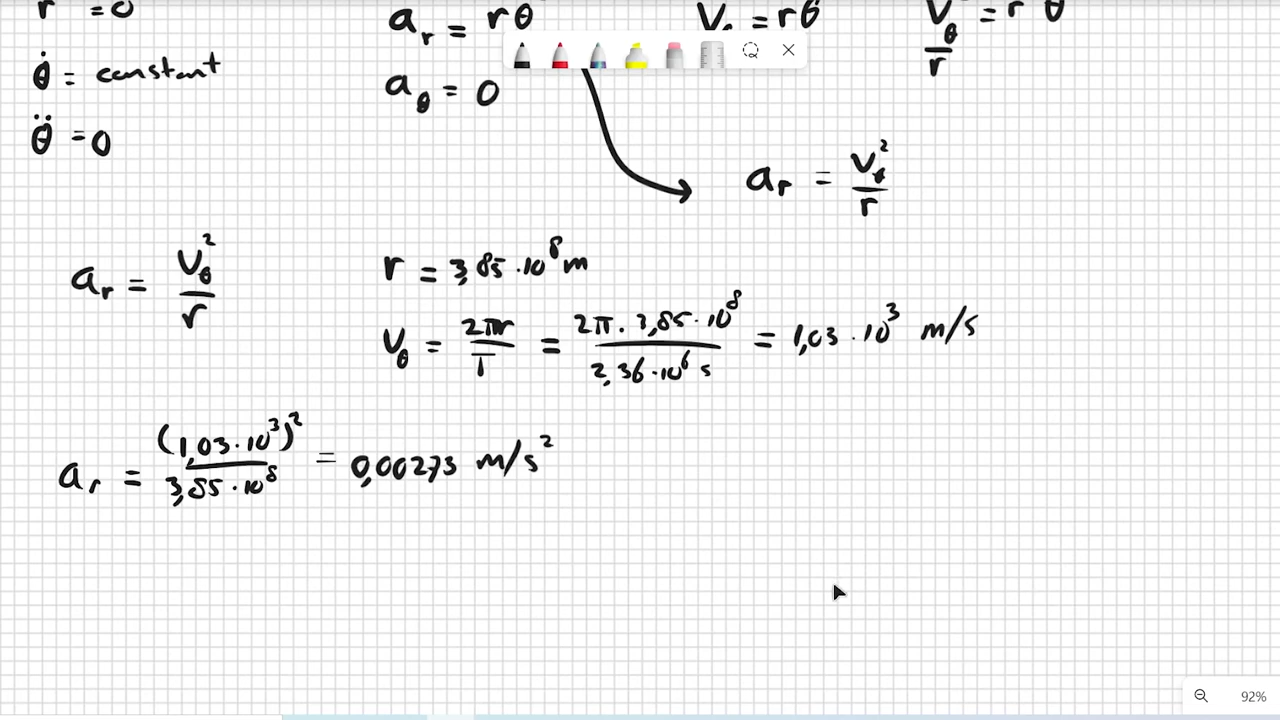 r = 0
a_r = rθ
V_θ = rθ
V_θ/r = r θ
θ̇ = constant
a_θ = 0
θ̈ = 0
a_r = V_θ²/r
a_r = V_θ²/r
r = 3,85·10⁸ m
V_θ = 2πr/T = 2π·3,85·10⁸/2,36·10⁶ s = 1,03·10³ m/s
a_r = (1,03·10³)²/3,85·10⁸ = 0,00273 m/s²
92%